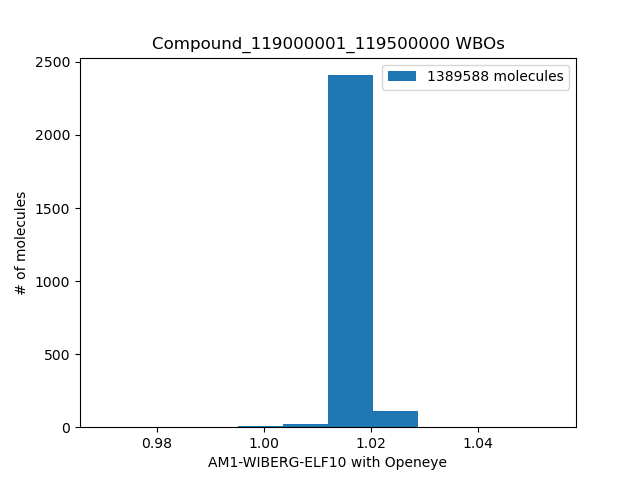 Compound_119000001_119500000 WBOs
1389588 molecules
# of molecules
2500
2000
1500
1000
500
0
0.98 1.00 1.02 1.04
AM1-WIBERG-ELF10 with Openeye